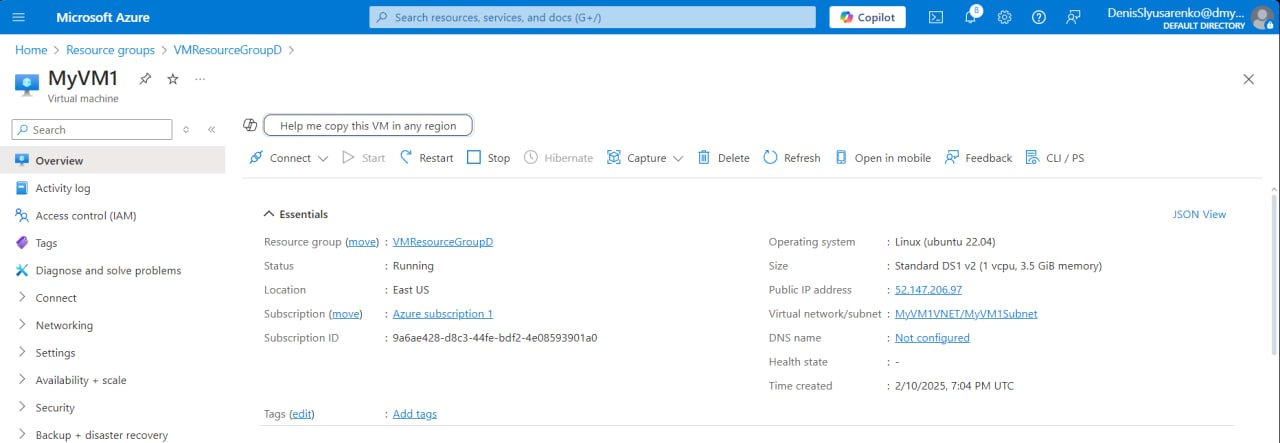 Microsoft Azure
Search resources, services, and docs (G+/)
Copilot
8
DenisSlyusarenko@dmy...
DEFAULT DIRECTORY
Home > Resource groups > VMResourceGroupD >
MyVM1
Virtual machine
Search
Help me copy this VM in any region
Connect Start Restart Stop Hibernate Capture Delete Refresh Open in mobile Feedback CLI / PS
Overview
Activity log
Access control (IAM)
Tags
Diagnose and solve problems
Connect
Networking
Settings
Availability + scale
Security
Backup + disaster recovery
Essentials
JSON View
Resource group (move) : VMResourceGroupD
Status : Running
Location : East US
Subscription (move) : Azure subscription 1
Subscription ID : 9a6ae428-d8c3-44fe-bdf2-4e08593901a0
Operating system : Linux (ubuntu 22.04)
Size : Standard DS1 v2 (1 vcpu, 3.5 GiB memory)
Public IP address : 52.147.206.97
Virtual network/subnet : MyVM1VNET/MyVM1Subnet
DNS name : Not configured
Health state : -
Time created : 2/10/2025, 7:04 PM UTC
Tags (edit) : Add tags